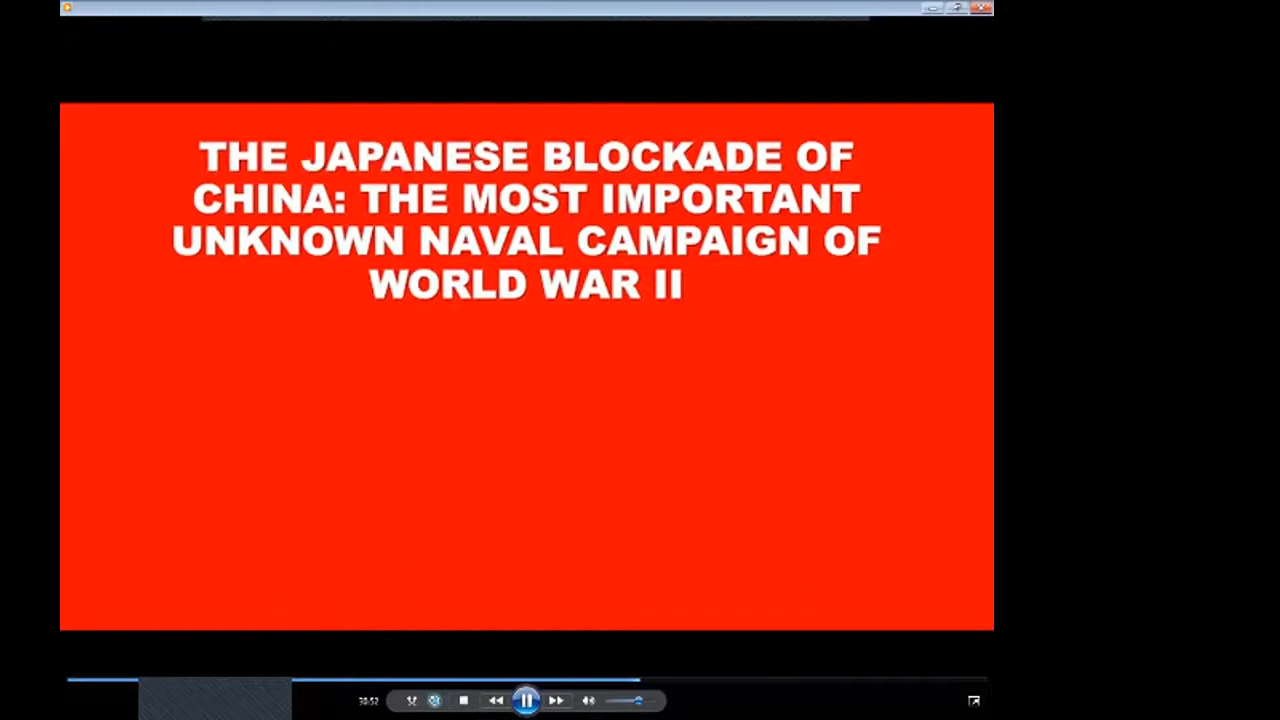 THE JAPANESE BLOCKADE OF
CHINA: THE MOST IMPORTANT
UNKNOWN NAVAL CAMPAIGN OF
WORLD WAR II